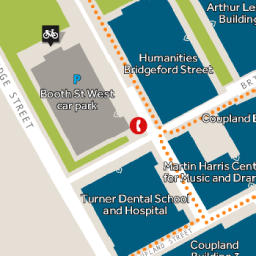 Arthur Le
Building
Humanities
Bridgeford Street
P
Booth St West
car park
Coupland B
Martin Harris Cent
for Music and Dram
Turner Dental School
and Hospital
STREET
Coupland
Building 3